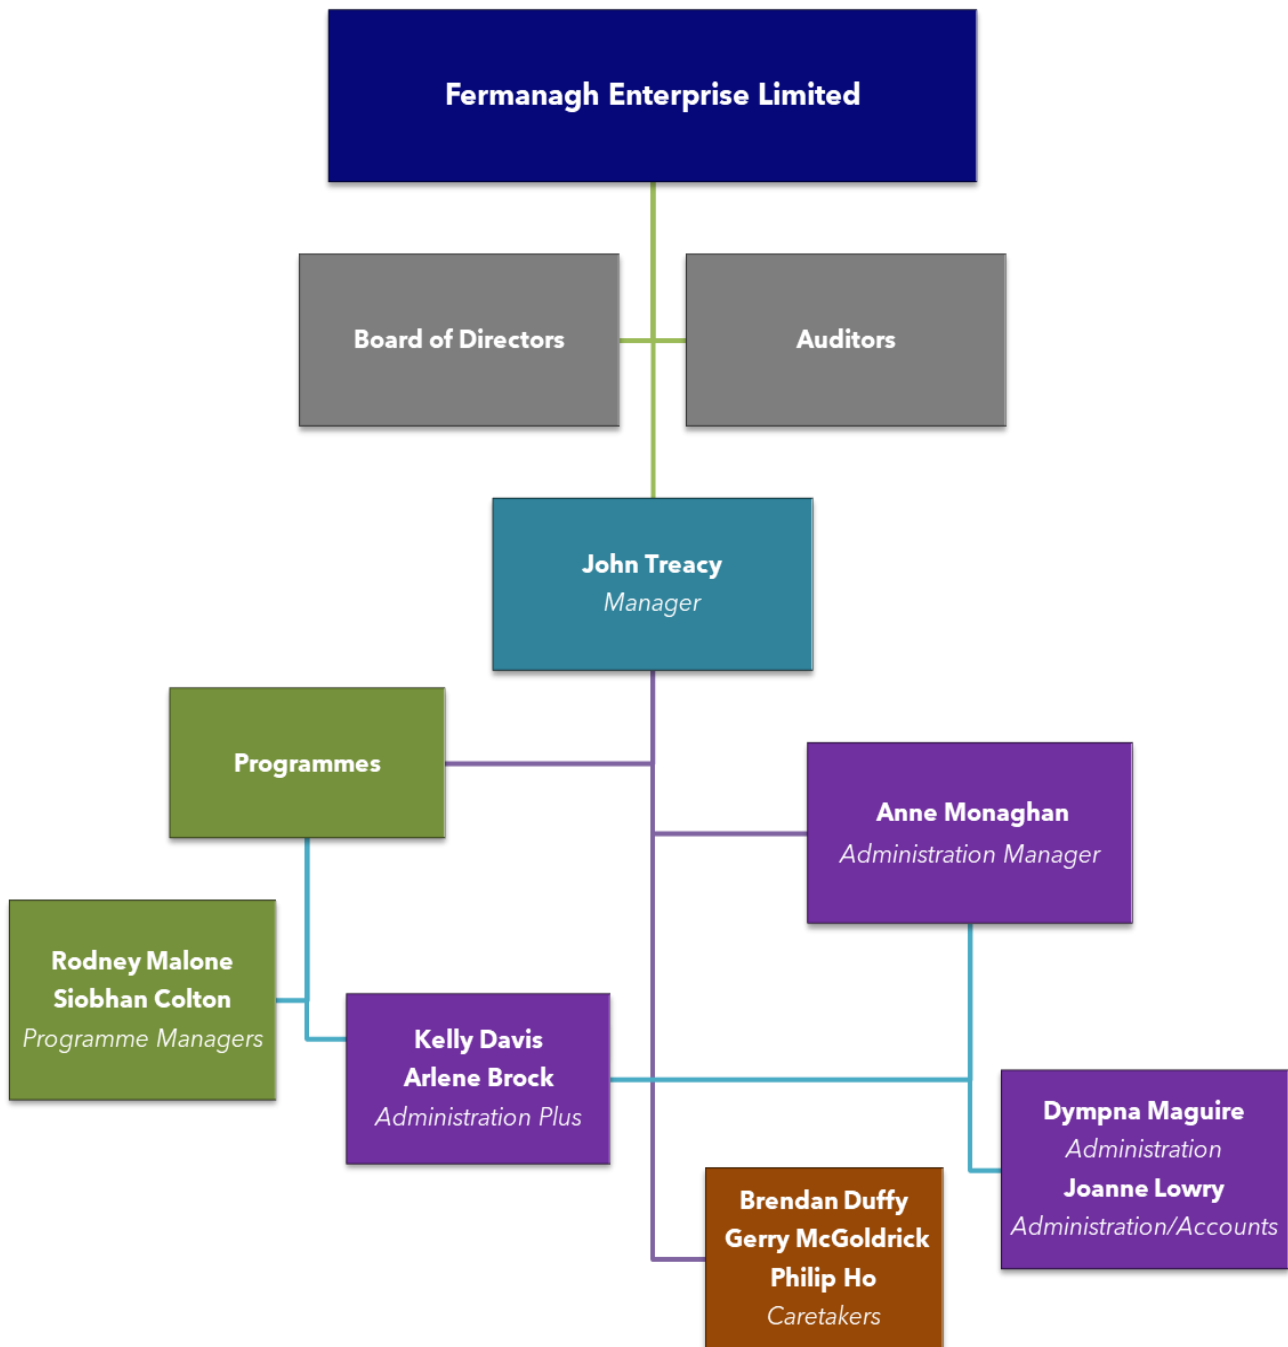 Fermanagh Enterprise Limited
Board of Directors
Auditors
John Treacy
Manager
Programmes
Anne Monaghan
Administration Manager
Rodney Malone
Siobhan Colton
Programme Managers
Kelly Davis
Arlene Brock
Administration Plus
Dympna Maguire
Administration
Joanne Lowry
Administration/Accounts
Brendan Duffy
Gerry McGoldrick
Philip Ho
Caretakers